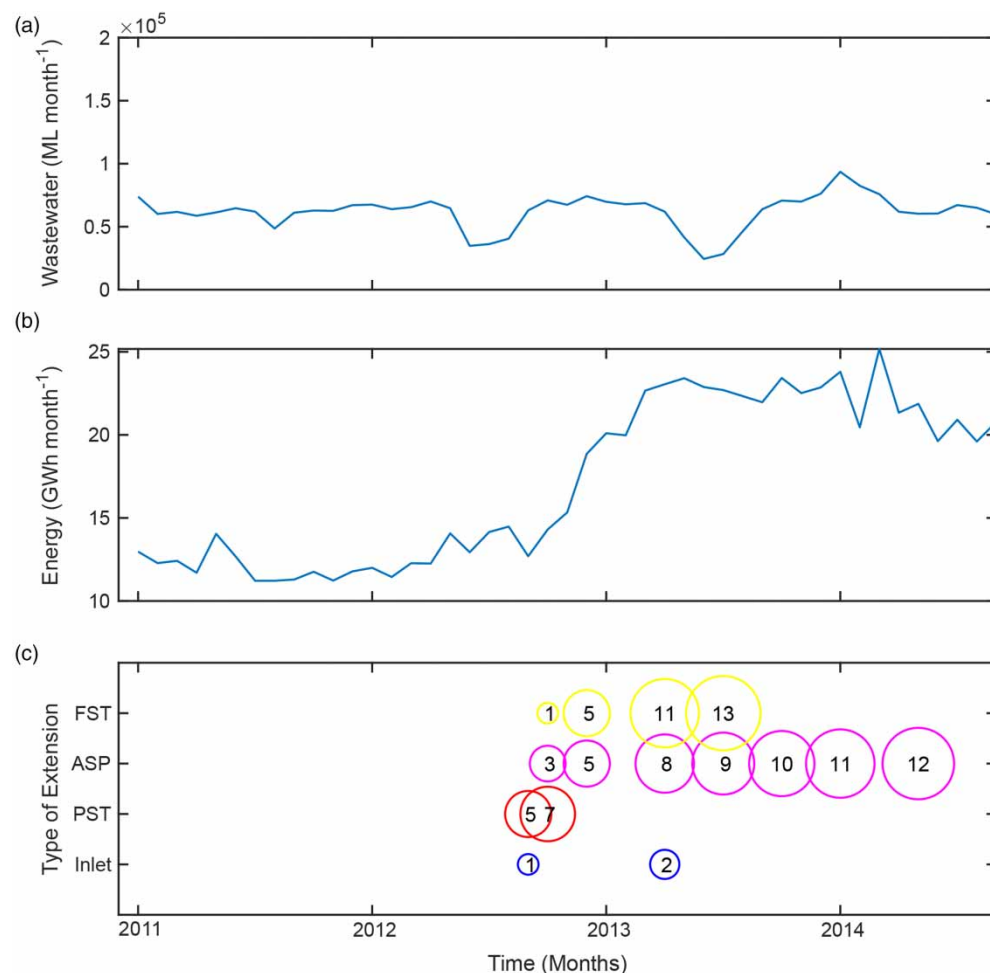 (a)
×10⁵
2
1.5
1
0.5
0
Wastewater (ML month⁻¹)
(b)
25
20
15
10
Energy (GWh month⁻¹)
(c)
Type of Extension
FST 1 5 11 13
ASP 3 5 8 9 10 11 12
PST 5 7
Inlet 1 2
2011 2012 2013 2014
Time (Months)